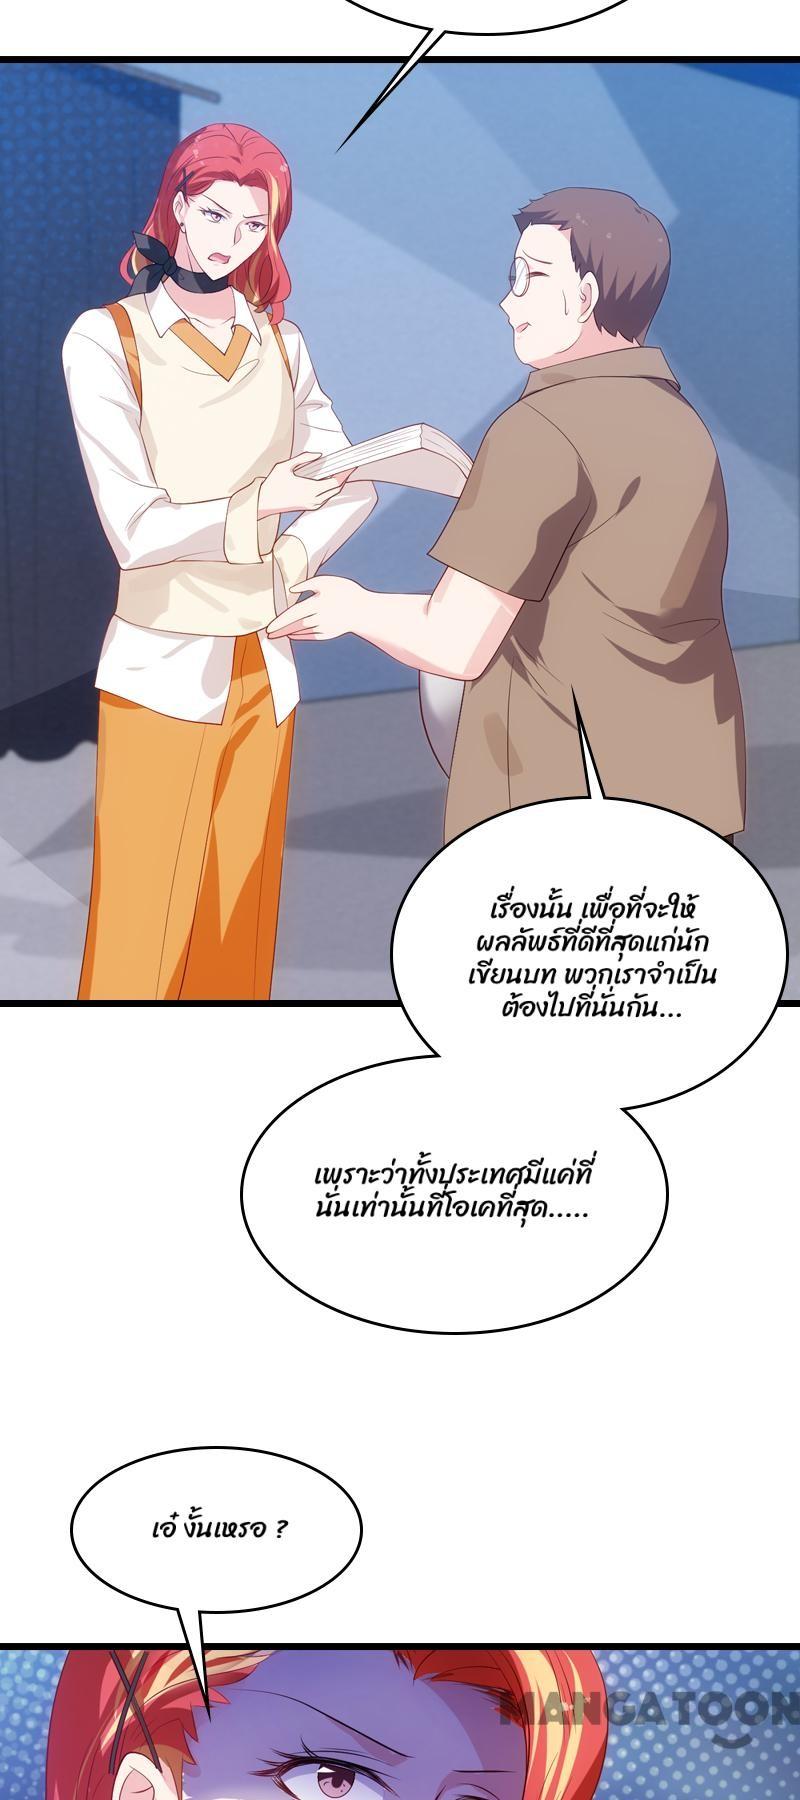 เรื่องนั้น เพื่อที่จะให้
ผลลัพธ์ที่ดีที่สุดแก่นัก
เขียนบท พวกเราจำเป็น
ต้องไปที่นั่นกัน...
เพราะว่าทั้งประเทศมีแค่ที่
นั่นเท่านั้นที่โอเคที่สุด.....
เอ๋ งั้นเหรอ ?
MANGATOON